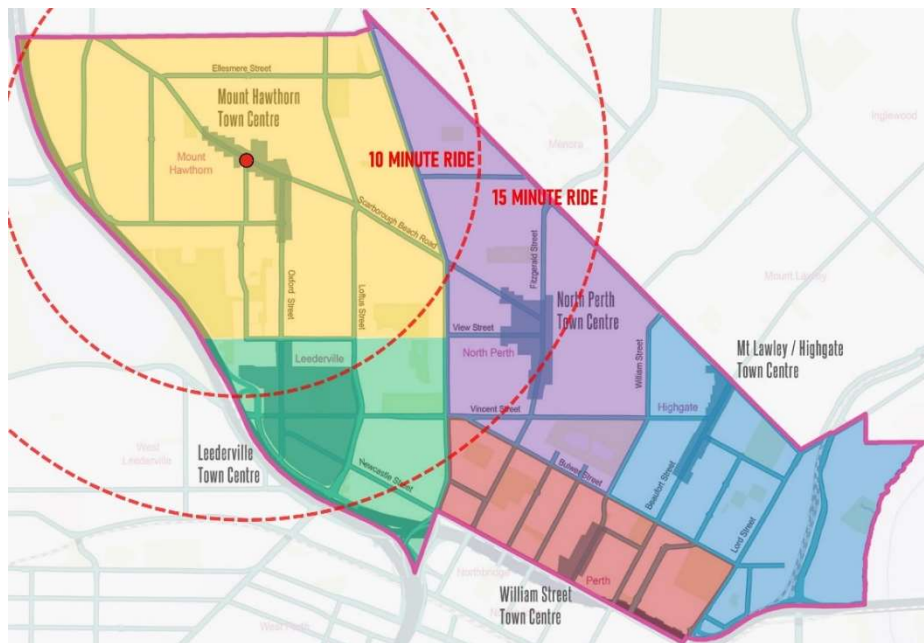 Ellesmere Street
Mount Hawthorn
Town Centre
Mount
Hawthorn
10 MINUTE RIDE
15 MINUTE RIDE
Menora
Inglewood
Scarborough Beach Road
Fitzgerald Street
Mount Lawley
Oxford Street
Loftus Street
North Perth
Town Centre
View Street
North Perth
William Street
Leederville
Mt Lawley / Highgate
Town Centre
Vincent Street
Highgate
West
Leederville
Leederville
Town Centre
Newcastle Street
Bulwer Street
Beaufort Street
Lord Street
Northbridge
Perth
William Street
Town Centre
West Perth